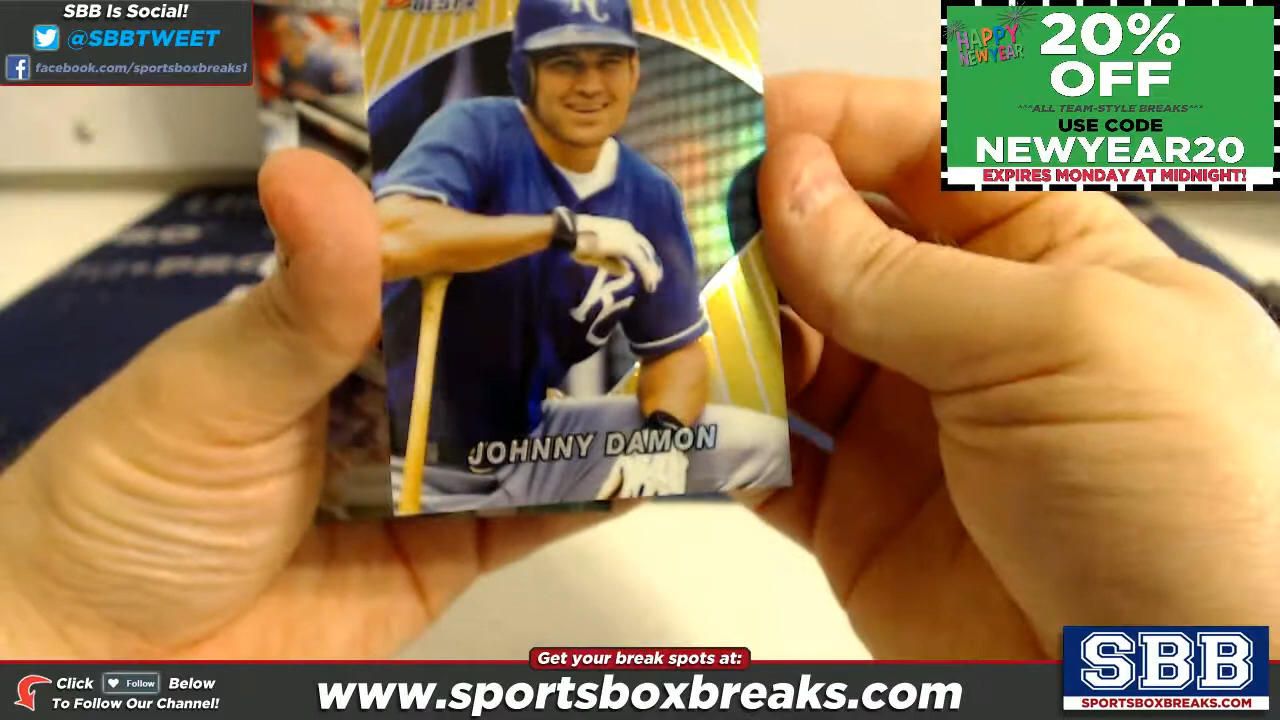 SBB Is Social!
@SBBTWEET
facebook.com/sportsboxbreaks1
HAPPY
NEW YEAR
20%
OFF
***ALL TEAM-STYLE BREAKS***
USE CODE
NEWYEAR20
EXPIRES MONDAY AT MIDNIGHT!
KC
JOHNNY DAMON
Get your break spots at:
Click Follow Below
To Follow Our Channel!
www.sportsboxbreaks.com
SBB
SPORTSBOXBREAKS.COM